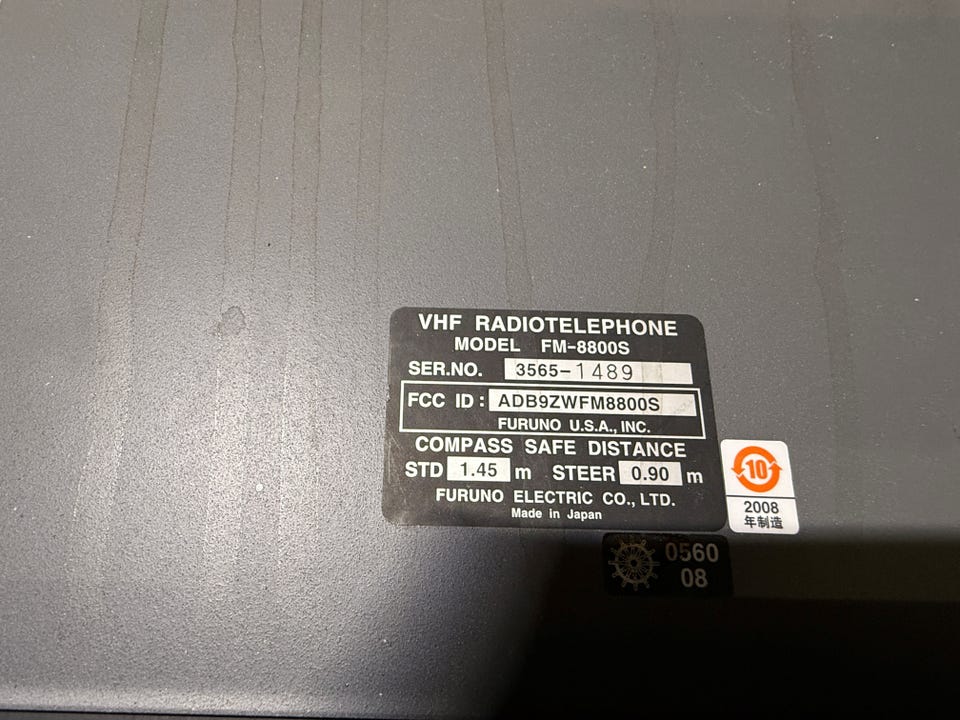 VHF RADIOTELEPHONE
MODEL FM-8800S
SER.NO. 3565-1489
FCC ID: ADB9ZWFM8800S
FURUNO U.S.A., INC.
COMPASS SAFE DISTANCE
STD 1.45 m STEER 0.90 m
FURUNO ELECTRIC CO., LTD.
Made in Japan
10
2008
年制造
0560
08